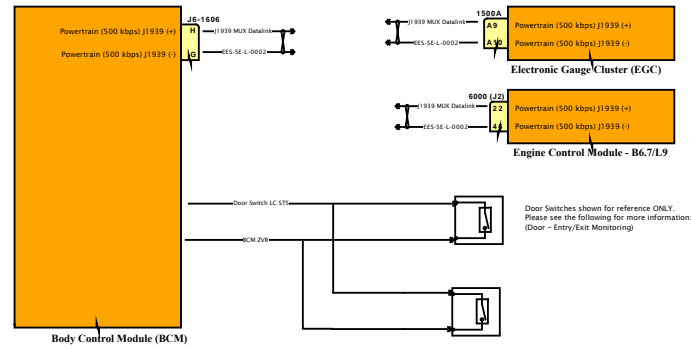 J6-1606
Powertrain (500 kbps) J1939 (+)
H
J1939 MUX Datalink
Powertrain (500 kbps) J1939 (-)
G
EES-SE-L-0002
1500A
J1939 MUX Datalink
A9
Powertrain (500 kbps) J1939 (+)
EES-SE-L-0002
A10
Powertrain (500 kbps) J1939 (-)
Electronic Gauge Cluster (EGC)
6000 (J2)
J1939 MUX Datalink
22
Powertrain (500 kbps) J1939 (+)
EES-SE-L-0002
Powertrain (500 kbps) J1939 (-)
Engine Control Module - B6.7/L9
Door Switch LC STS
BCM ZVR
Door Switches shown for reference ONLY.
Please see the following for more information:
(Door - Entry/Exit Monitoring)
Body Control Module (BCM)